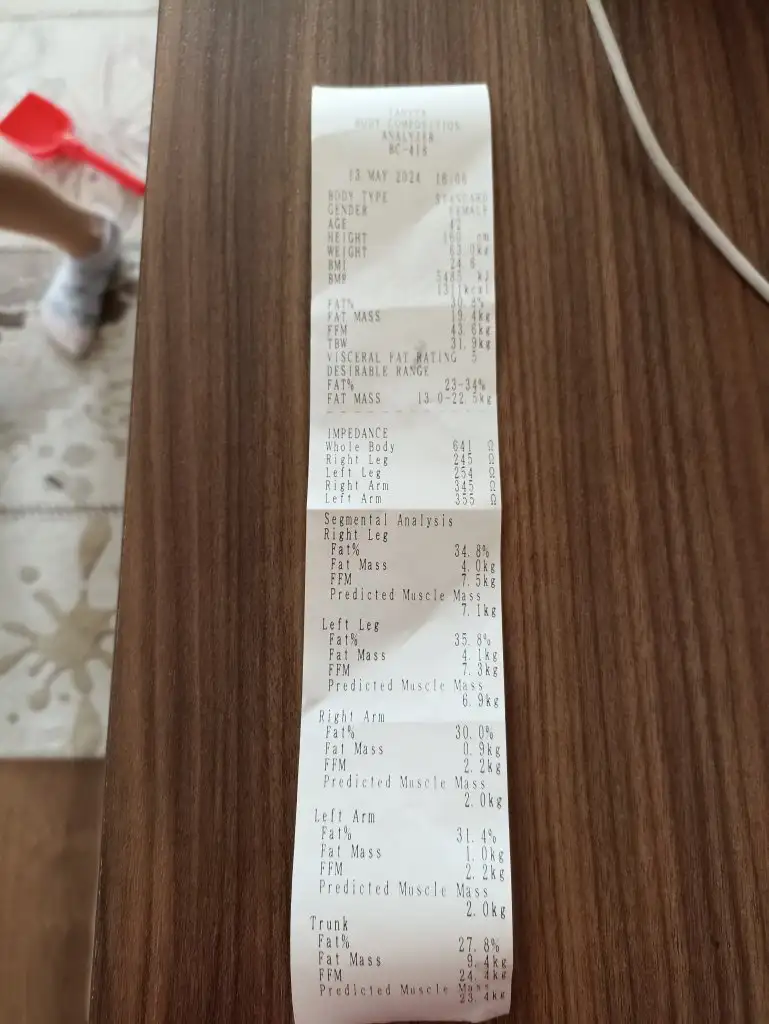 TANITA
BODY COMPOSITION
ANALYZER
BC-418
13 MAY 2024 16:06
BODY TYPE STANDARD
GENDER FEMALE
AGE 42
HEIGHT 160 cm
WEIGHT 63.0kg
BMI 24.6
BMR 5485 kJ
1311kcal
FAT% 30.8%
FAT MASS 19.4kg
FFM 43.6kg
TBW 31.9kg
VISCERAL FAT RATING 5
DESIRABLE RANGE
FAT% 23-34%
FAT MASS 13.0-22.5kg
IMPEDANCE
Whole Body 641 Ω
Right Leg 245 Ω
Left Leg 254 Ω
Right Arm 345 Ω
Left Arm 355 Ω
Segmental Analysis
Right Leg
Fat% 34.8%
Fat Mass 4.0kg
FFM 7.5kg
Predicted Muscle Mass
7.1kg
Left Leg
Fat% 35.8%
Fat Mass 4.1kg
FFM 7.3kg
Predicted Muscle Mass
6.9kg
Right Arm
Fat% 30.0%
Fat Mass 0.9kg
FFM 2.2kg
Predicted Muscle Mass
2.0kg
Left Arm
Fat% 31.4%
Fat Mass 1.0kg
FFM 2.2kg
Predicted Muscle Mass
2.0kg
Trunk
Fat% 27.8%
Fat Mass 9.4kg
FFM 24.4kg
Predicted Muscle Mass
23.4kg